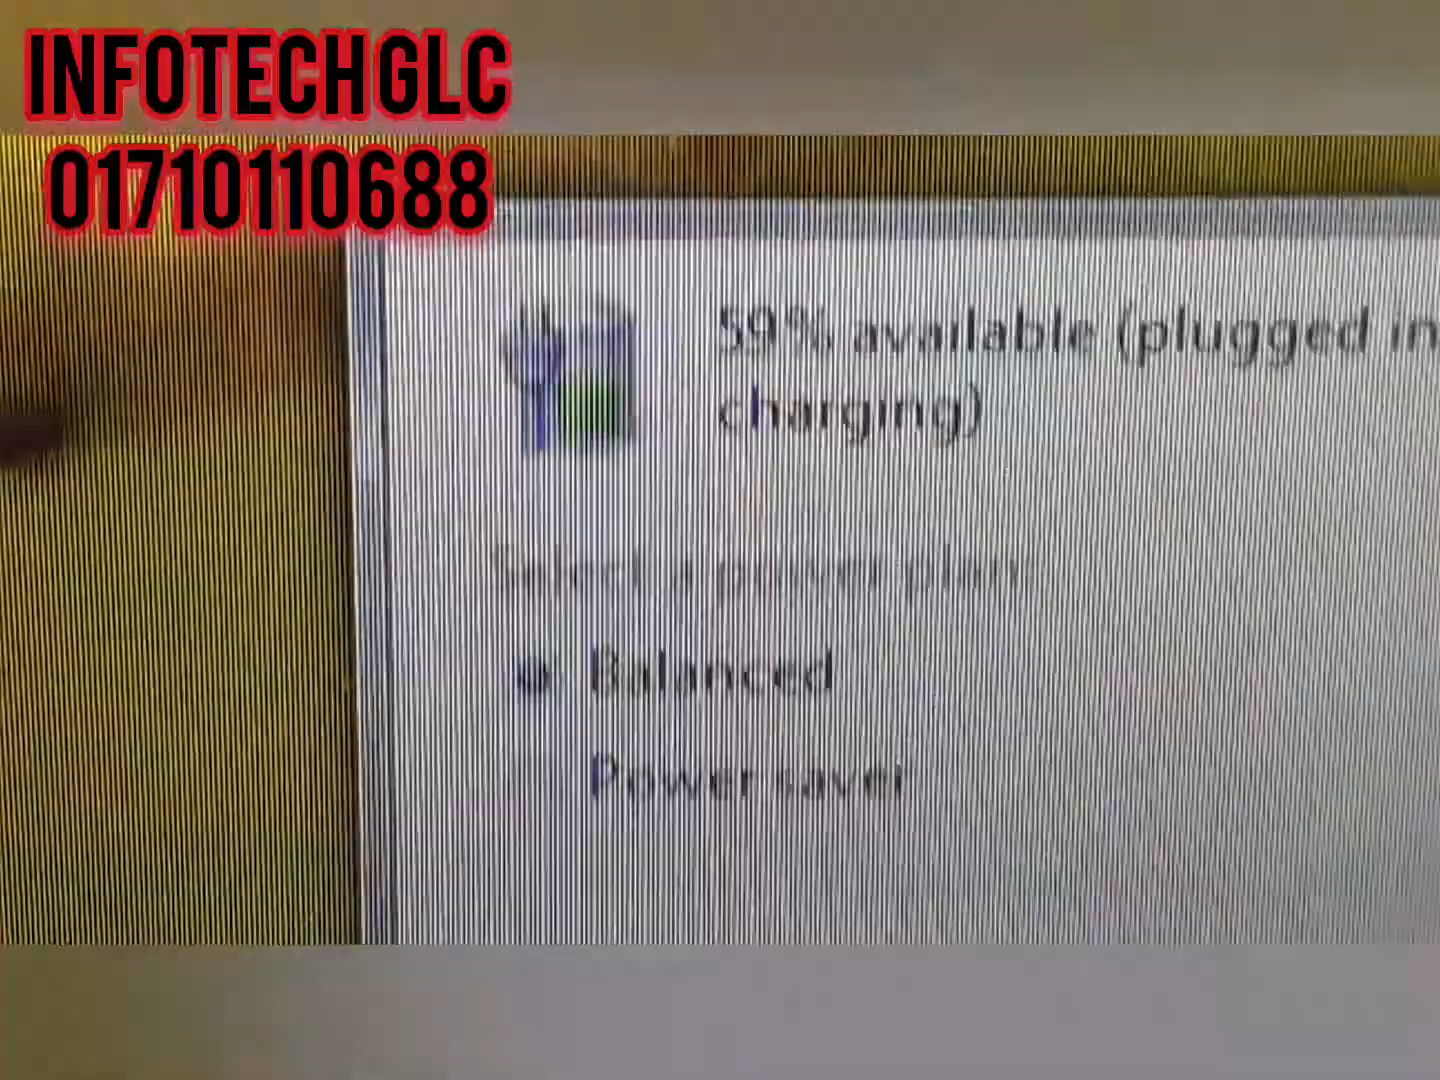 INFOTECHGLC
01710110688
59% available (plugged in
charging)
Select a power plan:
Balanced
Power saver